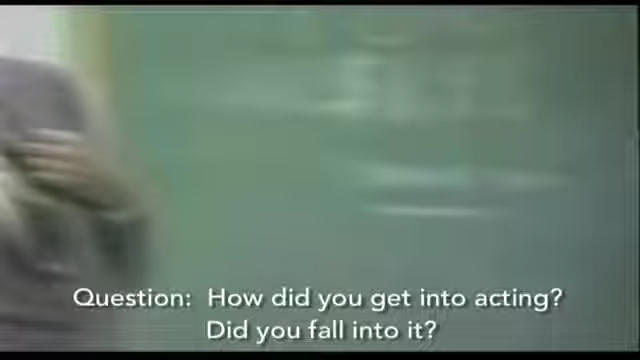 Question:  How did you get into acting?
Did you fall into it?